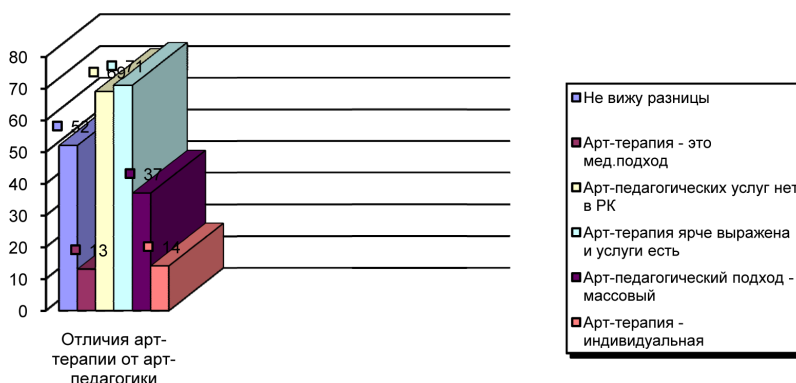 80
70
60
50
40
30
20
10
0
52
13
69
71
37
14
Отличия арт-
терапии от арт-
педагогики
Не вижу разницы
Арт-терапия - это
мед.подход
Арт-педагогических услуг нет
в РК
Арт-терапия ярче выражена
и услуги есть
Арт-педагогический подход -
массовый
Арт-терапия -
индивидуальная